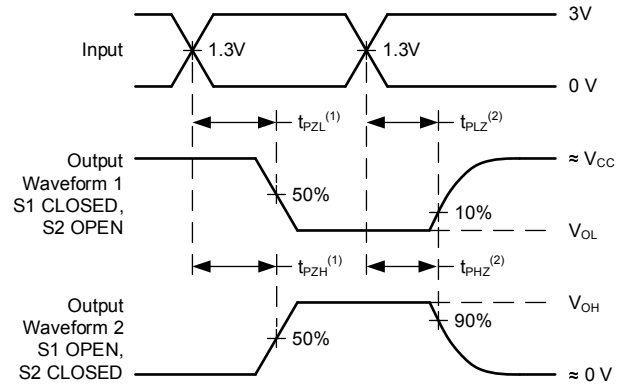 3V
Input
1.3V
1.3V
0 V
tPZL(1)
tPLZ(2)
Output
Waveform 1
S1 CLOSED,
S2 OPEN
≈ VCC
50%
10%
VOL
tPZH(1)
tPHZ(2)
Output
Waveform 2
S1 OPEN,
S2 CLOSED
VOH
90%
50%
≈ 0 V